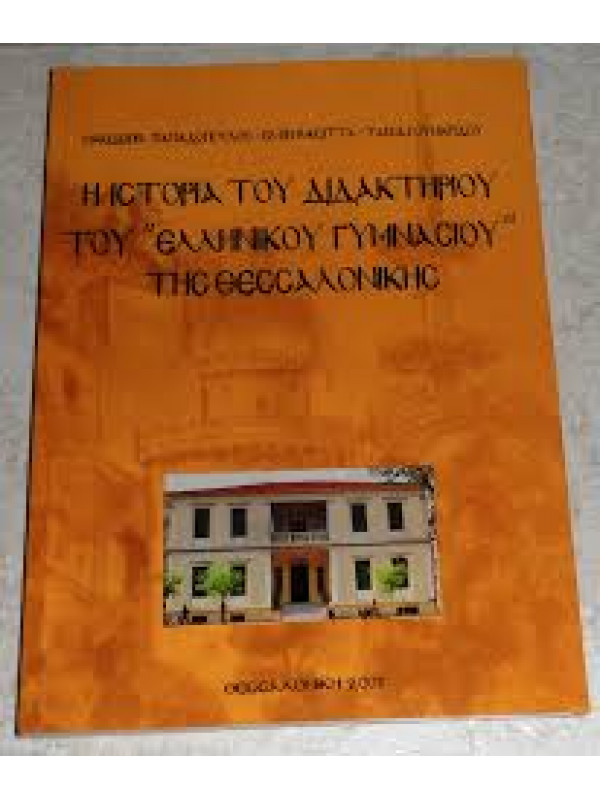 Η ΙΣΤΟΡΙΑ ΤΟΥ ΔΙΔΑΚΤΗΡΙΟΥ
ΤΟΥ "ΕΛΛΗΝΙΚΟΥ ΓΥΜΝΑΣΙΟΥ"
ΤΗΣ ΘΕΣΣΑΛΟΝΙΚΗΣ
ΘΕΣΣΑΛΟΝΙΚΗ